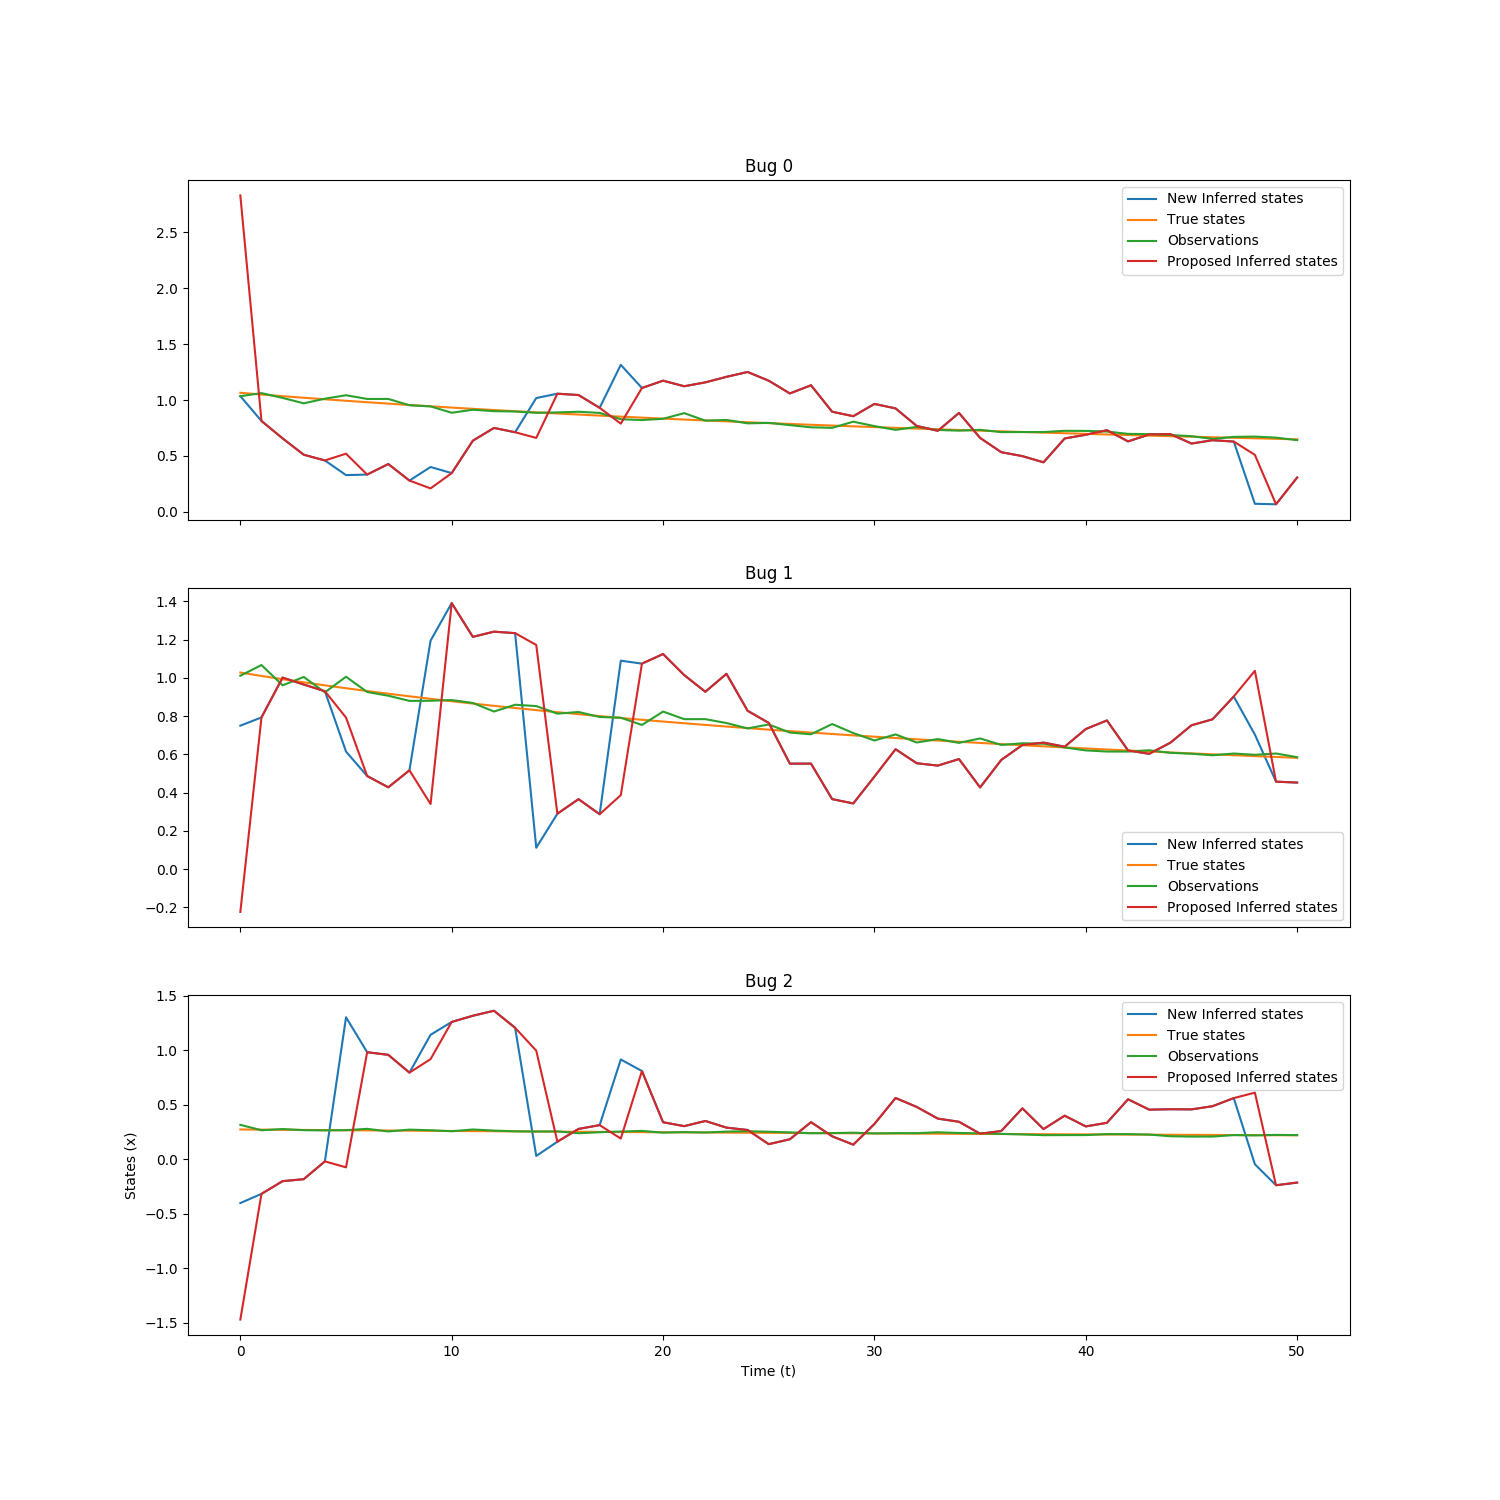 Bug 0
New Inferred states
True states
Observations
Proposed Inferred states
2.5
2.0
1.5
1.0
0.5
0.0
Bug 1
1.4
1.2
1.0
0.8
0.6
0.4
0.2
0.0
−0.2
New Inferred states
True states
Observations
Proposed Inferred states
Bug 2
New Inferred states
True states
Observations
Proposed Inferred states
1.5
1.0
0.5
0.0
−0.5
−1.0
−1.5
States (x)
0 10 20 30 40 50
Time (t)